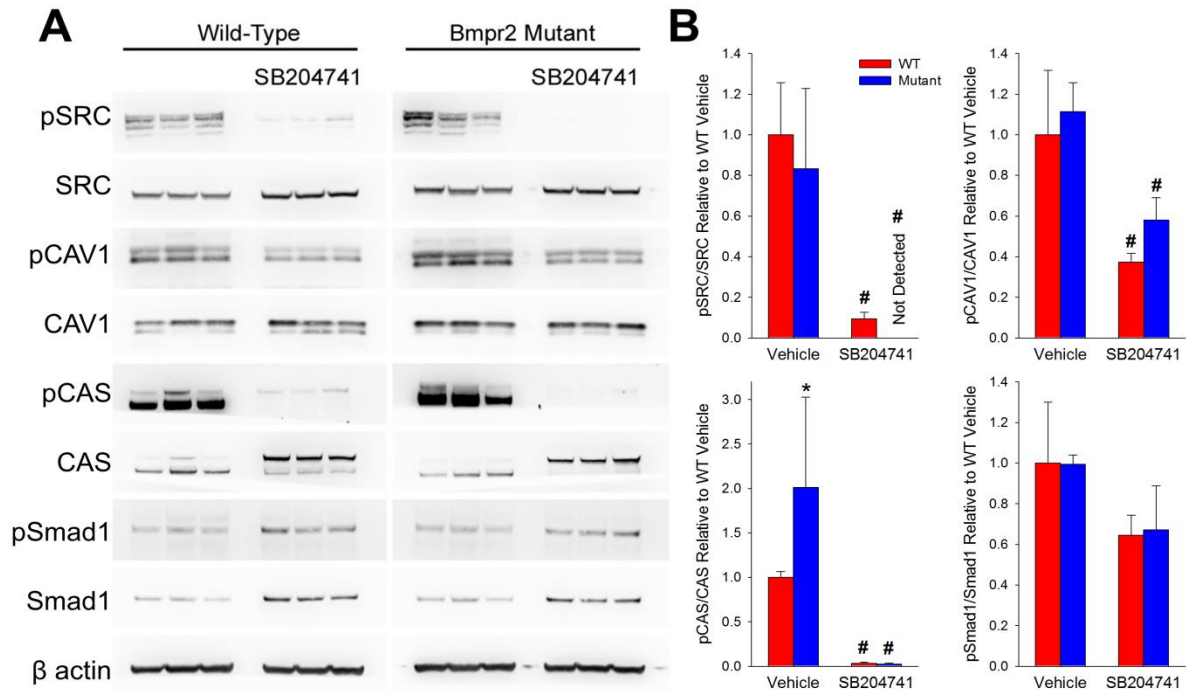 A
Wild-Type
Bmpr2 Mutant
SB204741
SB204741
pSRC
SRC
pCAV1
CAV1
pCAS
CAS
pSmad1
Smad1
β actin
B
pSRC/SRC Relative to WT Vehicle
1.4
1.2
1.0
0.8
0.6
0.4
0.2
0.0
WT
Mutant
#
#
Not Detected
Vehicle
SB204741
pCAV1/CAV1 Relative to WT Vehicle
1.4
1.2
1.0
0.8
0.6
0.4
0.2
0.0
#
#
Vehicle
SB204741
pCAS/CAS Relative to WT Vehicle
3.0
2.5
2.0
1.5
1.0
0.5
0.0
*
# #
Vehicle
SB204741
pSmad1/Smad1 Relative to WT Vehicle
1.4
1.2
1.0
0.8
0.6
0.4
0.2
0.0
Vehicle
SB204741